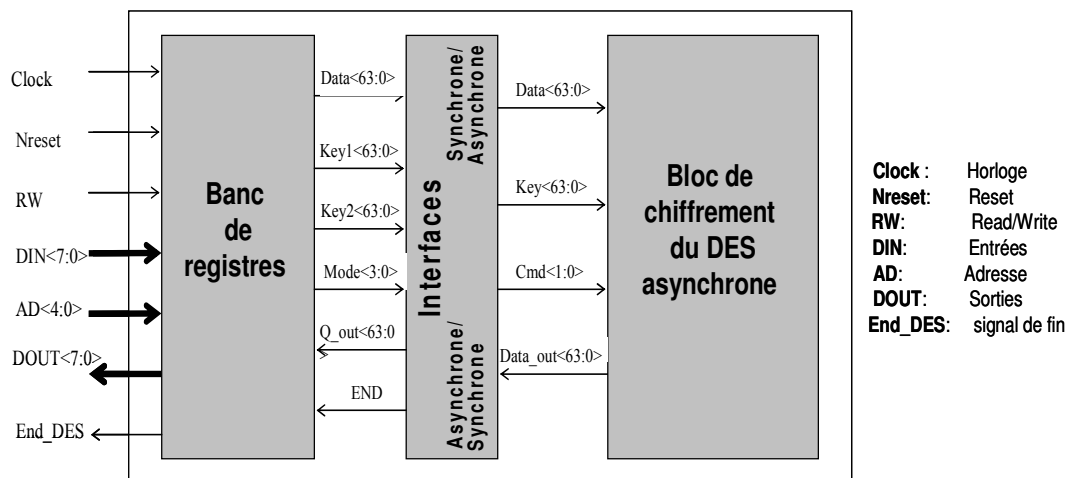 Clock
Nreset
RW
DIN<7:0>
AD<4:0>
DOUT<7:0>
End_DES
Banc
de
registres
Data<63:0>
Key1<63:0>
Key2<63:0>
Mode<3:0>
Q_out<63:0
END
Interfaces
Synchrone/
Asynchrone
Asynchrone/
Synchrone
Data<63:0>
Key<63:0>
Cmd<1:0>
Data_out<63:0>
Bloc de
chiffrement
du DES
asynchrone
Clock : Horloge
Nreset: Reset
RW: Read/Write
DIN: Entrées
AD: Adresse
DOUT: Sorties
End_DES: signal de fin